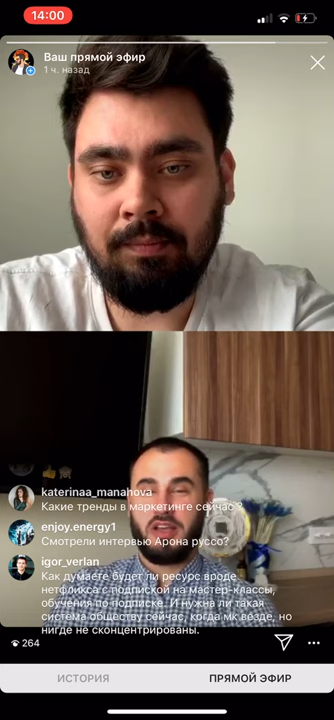 14:00
Ваш прямой эфир
1 ч. назад
katerinaa_manahova
Какие тренды в маркетинге сейчас ?
enjoy.energy1
Смотрели интервью Арона руссо?
igor_verlan
Как думаете будет ли ресурс вроде
нетфликса с подпиской на мастер-классы,
обучения по подписке. И нужна ли такая
система обществу сейчас, когда мк везде, но
нигде не сконцентрированы.
264
ИСТОРИЯ
ПРЯМОЙ ЭФИР